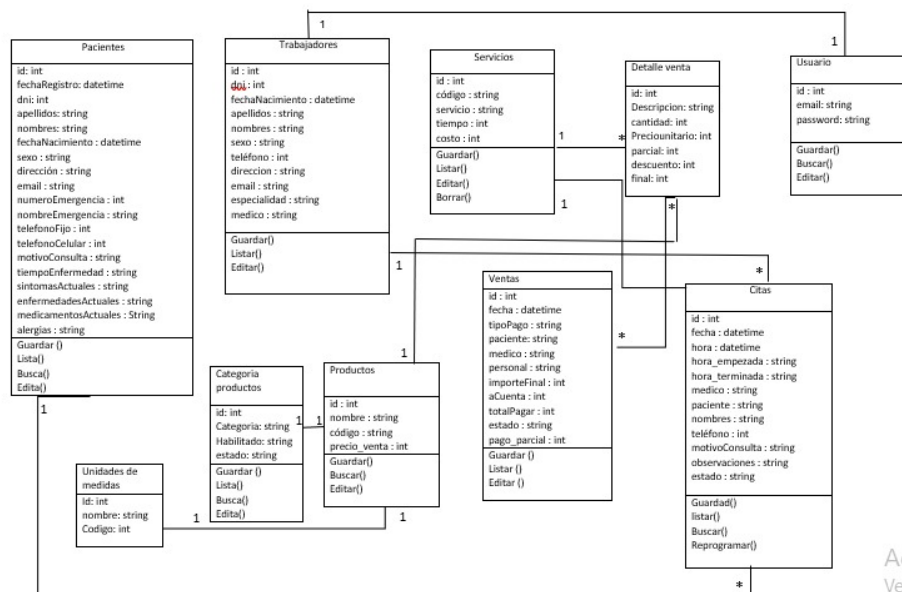 Pacientes
id: int
fechaRegistro: datetime
dni: int
apellidos: string
nombres: string
fechaNacimiento : datetime
sexo : string
dirección : string
email : string
numeroEmergencia : int
nombreEmergencia : string
telefonoFijo : int
telefonoCelular : int
motivoConsulta : string
tiempoEnfermedad : string
sintomasActuales : string
enfermedadesActuales : string
medicamentosActuales : String
alergias : string
Guardar ()
Lista()
Busca()
Edita()
1
Trabajadores
id : int
dni : int
fechaNacimiento : datetime
apellidos : string
nombres : string
sexo : string
teléfono : int
direccion : string
email : string
especialidad : string
medico : string
Guardar()
Listar()
Editar()
1
1
Servicios
id : int
código : string
servicio : string
tiempo : int
costo : int
Guardar()
Listar()
Editar()
Borrar()
1
*
1
Detalle venta
id: int
Descripcion: string
cantidad: int
Preciounitario: int
parcial: int
descuento: int
final: int
*
1
Usuario
id : int
email: string
password: string
Guardar()
Buscar()
Editar()
Ventas
id : int
fecha : datetime
tipoPago : string
paciente: string
medico : string
personal : string
importeFinal : int
aCuenta : int
totalPagar : int
estado : string
pago_parcial : int
Guardar ()
Listar ()
Editar ()
*
*
Citas
id : int
fecha : datetime
hora : datetime
hora_empezada : string
hora_terminada : string
medico : string
paciente : string
nombres : string
teléfono : int
motivoConsulta : string
observaciones : string
estado : string
Guardad()
listar()
Buscar()
Reprogramar()
*
Categoria
productos
id: int
Categoria: string
Habilitado: string
estado: string
Guardar ()
Lista()
Busca()
Edita()
1
1
1
Productos
id : int
nombre : string
código : string
precio_venta : int
Guardar()
Buscar()
Editar()
1
Unidades de
medidas
Id: int
nombre: string
Codigo: int
1